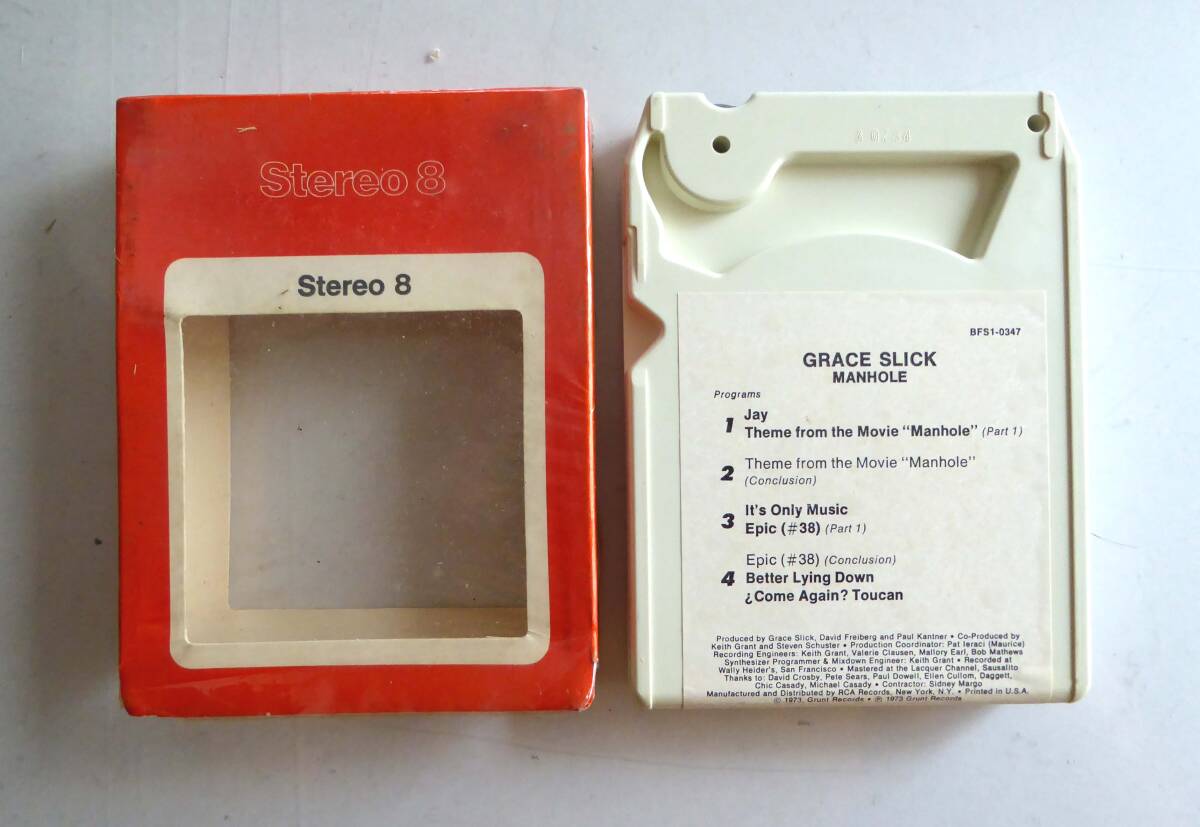 Stereo 8
Stereo 8
BFS1-0347
GRACE SLICK
MANHOLE
Programs
1 Jay
Theme from the Movie "Manhole" (Part 1)
2 Theme from the Movie "Manhole"
(Conclusion)
3 It's Only Music
Epic (#38) (Part 1)
Epic (#38) (Conclusion)
4 Better Lying Down
¿Come Again? Toucan
Produced by Grace Slick, David Freiberg and Paul Kantner • Co-Produced by
Keith Grant and Steven Schuster • Production Coordinator: Pat Ieraci (Maurice)
Recording Engineers: Keith Grant, Valerie Clausen, Mallory Earl, Bob Mathews
Synthesizer Programmer & Mixdown Engineer: Keith Grant • Recorded at
Wally Heider's, San Francisco • Mastered at the Lacquer Channel, Sausalito
Thanks to: David Crosby, Pete Sears, Paul Dowell, Ellen Cullom, Daggett,
Chic Casady, Michael Casady • Contractor: Sidney Margo
Manufactured and Distributed by RCA Records, New York, N.Y. • Printed in U.S.A.
© 1973, Grunt Records • ℗ 1973 Grunt Records